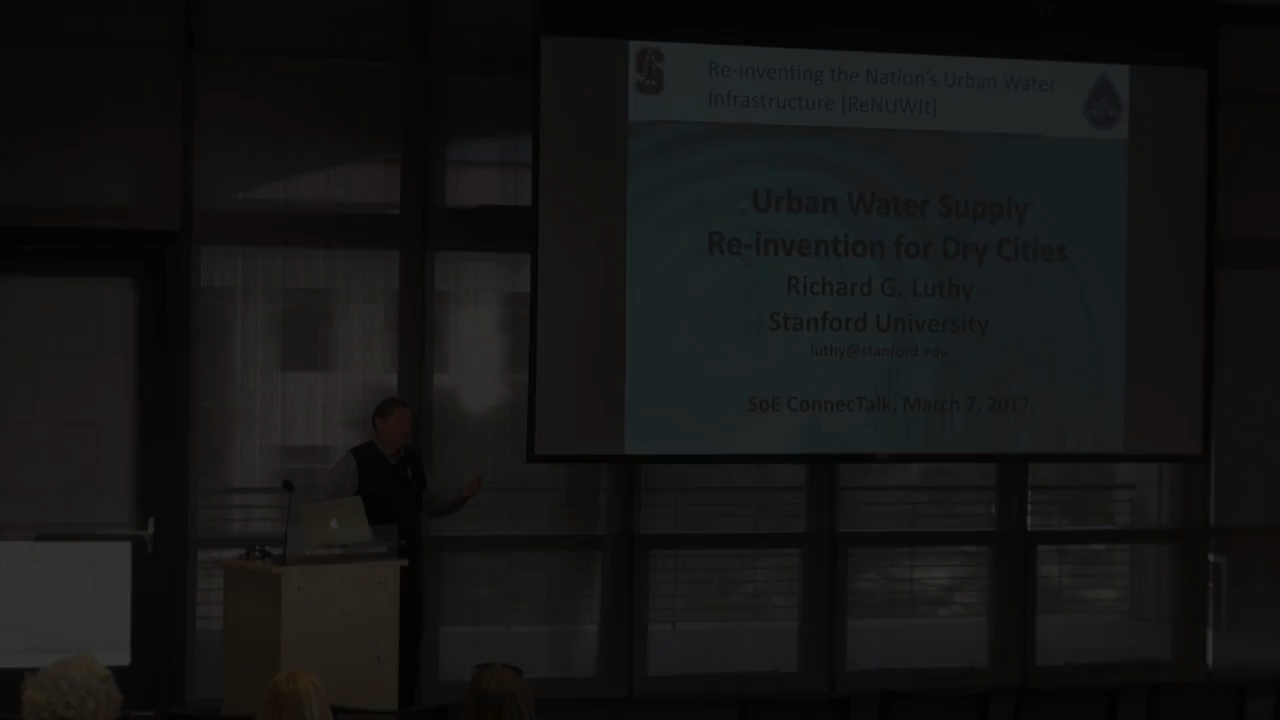 Re-inventing the Nation's Urban Water
Infrastructure [ReNUWIt]
Urban Water Supply
Re-invention for Dry Cities
Richard G. Luthy
Stanford University
luthy@stanford.edu
SoE ConnecTalk, March 7, 2017